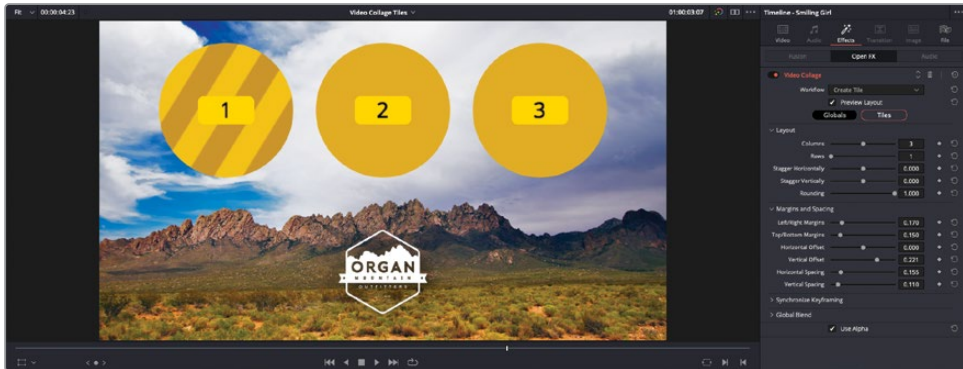 Fit
00:00:04:23
Video Collage Tiles
01:00:03:07
Timeline - Smiling Girl
Video
Audio
Effects
Transition
Image
File
Fusion
Open FX
Audio
Video Collage
Workflow
Create Tile
Preview Layout
Globals
Tiles
Layout
Columns
3
Rows
1
Stagger Horizontally
0.000
Stagger Vertically
0.000
Rounding
1.000
Margins and Spacing
Left/Right Margins
0.170
Top/Bottom Margins
0.150
Horizontal Offset
0.000
Vertical Offset
0.221
Horizontal Spacing
0.155
Vertical Spacing
0.110
Synchronize Keyframing
Global Blend
Use Alpha
1
2
3
ORGAN
MOUNTAIN
OUTFITTERS